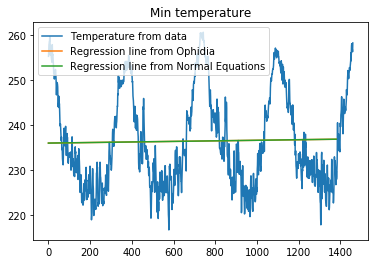 Min temperature
Temperature from data
Regression line from Ophidia
Regression line from Normal Equations
260
250
240
230
220
0 200 400 600 800 1000 1200 1400